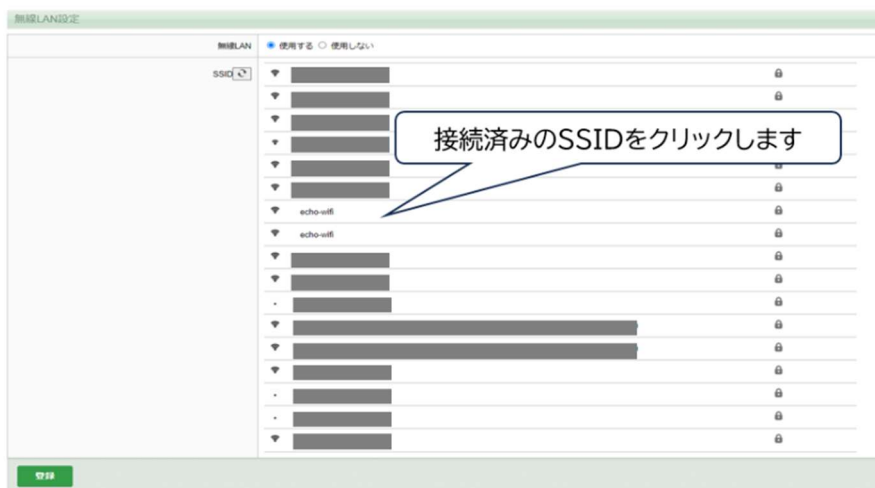 無線LAN設定
無線LAN 使用する 使用しない
SSID
接続済みのSSIDをクリックします
echo-wifi
echo-wifi
登録